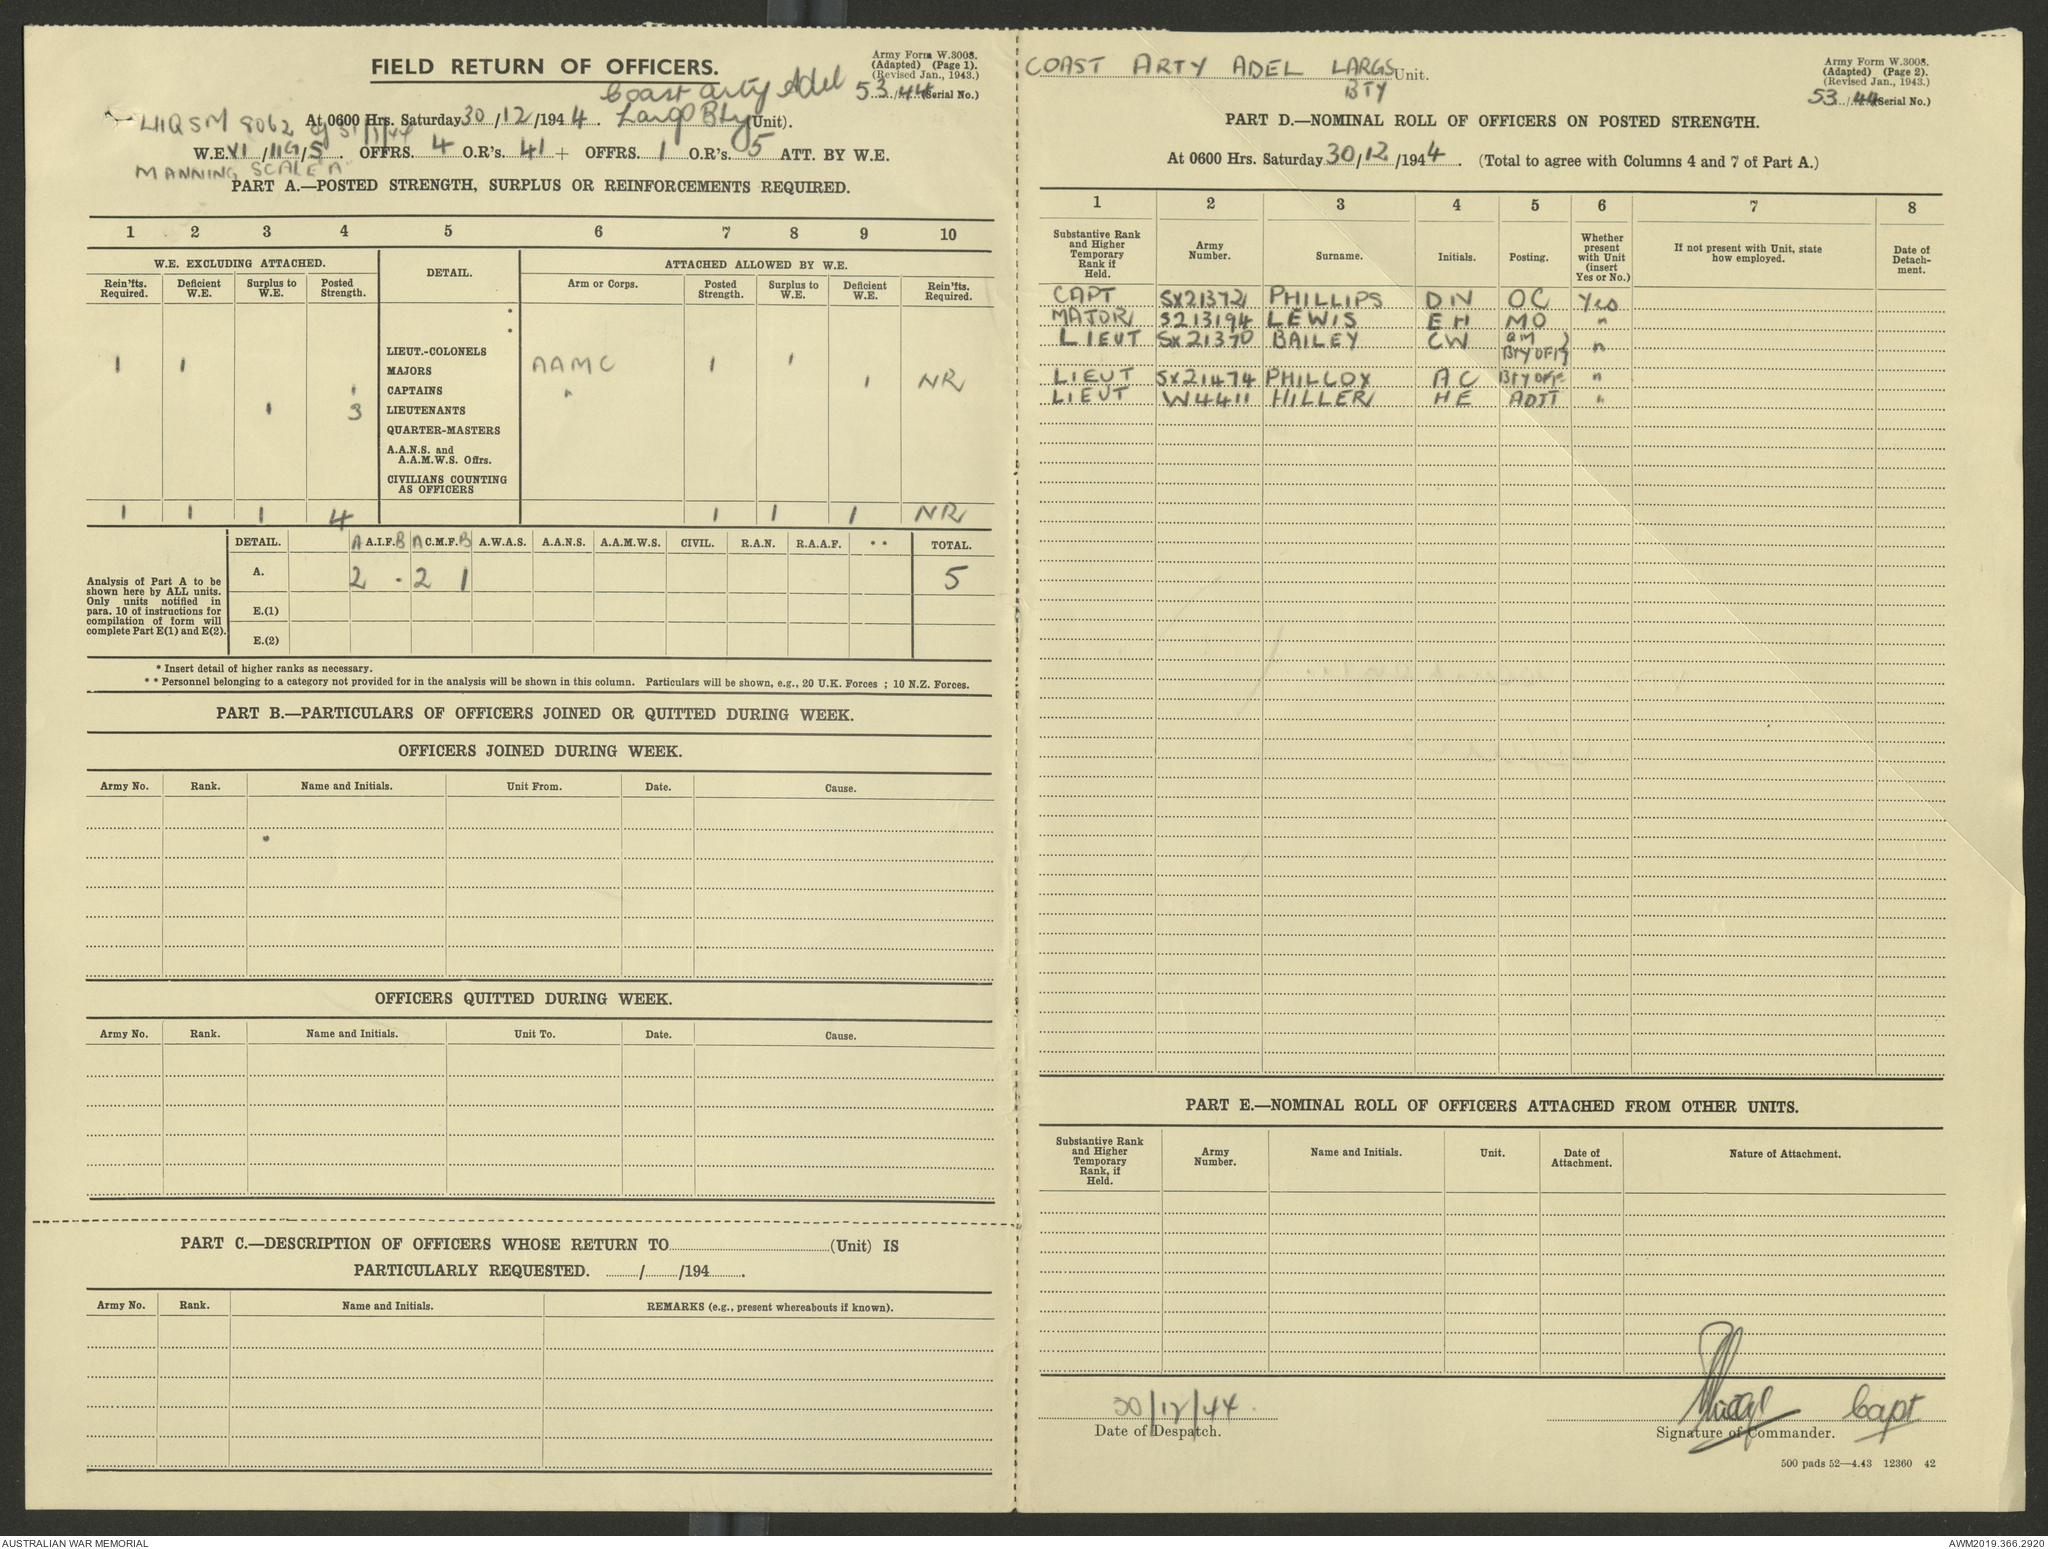 Army Form W.3008.
(Adapted) (Page 1).
(Revised Jan., 1943.)
53/44 (Serial No.)
FIELD RETURN OF OFFICERS.
Coast Arty Adel
At 0600 Hrs. Saturday 30/12/1944. Largs Bty (Unit).
LHQ SM 8062 of
W.E. VI/11G/5. OFFRS. 4 O.R's. 41 + OFFRS. 1 O.R's. 5 ATT. BY W.E.
MANNING SCALE A
PART A.—POSTED STRENGTH, SURPLUS OR REINFORCEMENTS REQUIRED.
1 2 3 4 5 6 7 8 9 10
W.E. EXCLUDING ATTACHED. DETAIL. ATTACHED ALLOWED BY W.E.
Rein'fts. Required. Deficient W.E. Surplus to W.E. Posted Strength. Arm or Corps. Posted Strength. Surplus to W.E. Deficient W.E. Rein'fts. Required.
*
*
LIEUT.-COLONELS
1 1 MAJORS AAMC 1 1
1 CAPTAINS " 1 NR
1 3 LIEUTENANTS
QUARTER-MASTERS
A.A.N.S. and
A.A.M.W.S. Offrs.
CIVILIANS COUNTING
AS OFFICERS
1 1 1 4 1 1 1 NR
DETAIL. A A.I.F. B A C.M.F. B A.W.A.S. A.A.N.S. A.A.M.W.S. CIVIL. R.A.N. R.A.A.F. * * TOTAL.
Analysis of Part A to be
shown here by ALL units.
Only units notified in
para. 10 of instructions for
compilation of form will
complete Part E(1) and E(2).
A. 2 - 2 1 5
E.(1)
E.(2)
* Insert detail of higher ranks as necessary.
* * Personnel belonging to a category not provided for in the analysis will be shown in this column. Particulars will be shown, e.g., 20 U.K. Forces ; 10 N.Z. Forces.
PART B.—PARTICULARS OF OFFICERS JOINED OR QUITTED DURING WEEK.
OFFICERS JOINED DURING WEEK.
Army No. Rank. Name and Initials. Unit From. Date. Cause.
OFFICERS QUITTED DURING WEEK.
Army No. Rank. Name and Initials. Unit To. Date. Cause.
PART C.—DESCRIPTION OF OFFICERS WHOSE RETURN TO (Unit) IS
PARTICULARLY REQUESTED. / /194 .
Army No. Rank. Name and Initials. REMARKS (e.g., present whereabouts if known).
COAST ARTY ADEL LARGS Unit.
BTY
Army Form W.3008.
(Adapted) (Page 2).
(Revised Jan., 1943.)
53/44 (Serial No.)
PART D.—NOMINAL ROLL OF OFFICERS ON POSTED STRENGTH.
At 0600 Hrs. Saturday 30/12/1944. (Total to agree with Columns 4 and 7 of Part A.)
1 2 3 4 5 6 7 8
Substantive Rank and Higher Temporary Rank if Held. Army Number. Surname. Initials. Posting. Whether present with Unit (insert Yes or No.) If not present with Unit, state how employed. Date of Detachment.
CAPT SX21372 PHILLIPS DN OC Yes
MAJOR S213194 LEWIS EH MO "
LIEUT SX21370 BAILEY CW QM BTY OFF "
LIEUT SX21474 PHILLCOX AC BTY OFF "
LIEUT W4411 HILLER HE ADJT "
PART E.—NOMINAL ROLL OF OFFICERS ATTACHED FROM OTHER UNITS.
Substantive Rank and Higher Temporary Rank, if Held. Army Number. Name and Initials. Unit. Date of Attachment. Nature of Attachment.
30/12/44. Capt
Date of Despatch. Signature of Commander.
500 pads 52—4.43 12360 42
AUSTRALIAN WAR MEMORIAL AWM2019.366.2920